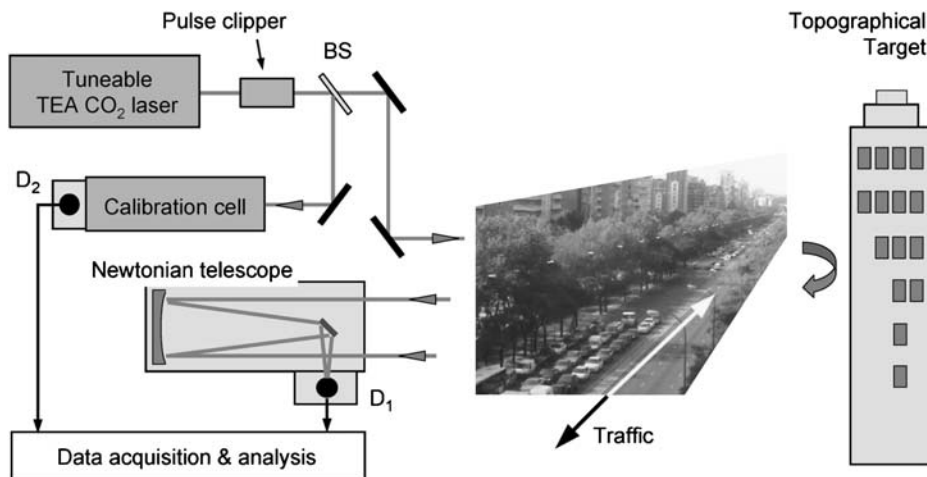 Pulse clipper
BS
Topographical
Target
Tuneable
TEA CO₂ laser
D₂
Calibration cell
Newtonian telescope
D₁
Traffic
Data acquisition & analysis